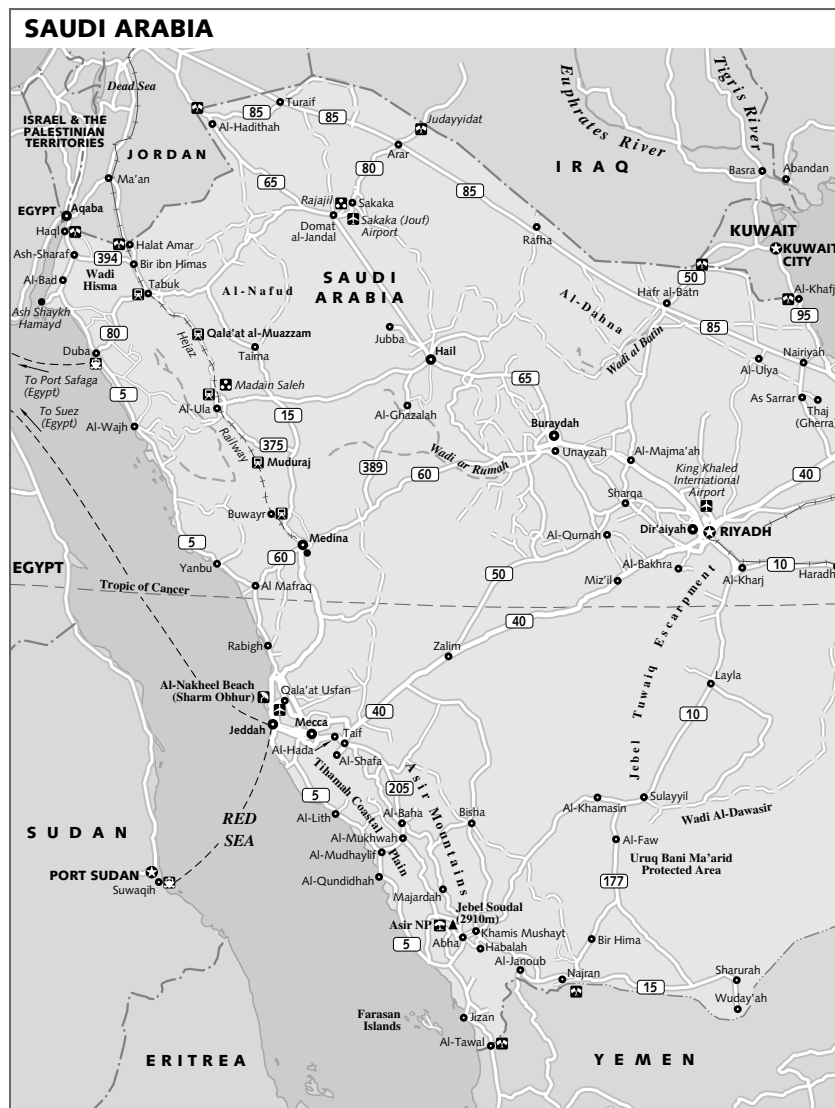 SAUDI ARABIA
Dead Sea
ISRAEL & THE
PALESTINIAN
TERRITORIES
JORDAN
Ma'an
EGYPT
Aqaba
Haql
Halat Amar
Ash-Sharaf
394
Bir ibn Himas
Wadi
Hisma
Al-Bad
Tabuk
Ash Shaykh
Hamayd
80
Duba
To Port Safaga
(Egypt)
To Suez
(Egypt)
5
Al-Wajh
85
Turaif
Al-Hadithah
85
Judayyidat
Arar
80
65
Rajajil
Sakaka
Domat
al-Jandal
Sakaka (Jouf)
Airport
Euphrates River
Tigris River
IRAQ
Basra
Abandan
85
Rafha
KUWAIT
KUWAIT
CITY
50
Hafr al-Batn
Al-Khafji
95
85
Nairiyah
Al-Ulya
As Sarrar
Thaj
(Gherra)
SAUDI
ARABIA
Al-Nafud
Al-Dahna
Wadi al Batin
Hejaz
Railway
Qala'at al-Muazzam
Taima
Jubba
Hail
Madain Saleh
Al-Ula
15
Al-Ghazalah
65
Buraydah
Unayzah
Al-Majma'ah
375
Muduraj
389
60
Wadi ar Rumah
King Khaled
International
Airport
40
Sharqa
Buwayr
Medina
Dir'aiyah
RIYADH
Al-Qurnah
5
60
EGYPT
Yanbu
50
Al-Bakhra
10
Al-Kharj
Haradh
Miz'il
Tropic of Cancer
Al Mafraq
40
Rabigh
Zalim
Jebel Tuwaiq Escarpment
Layla
Al-Nakheel Beach
(Sharm Obhur)
Qala'at Usfan
40
10
Jeddah
Mecca
Taif
Al-Hada
Al-Shafa
Tihamah Coastal
Plain
Asir Mountains
205
5
Al-Khamasin
Sulayyil
Wadi Al-Dawasir
RED
SEA
Al-Lith
Al-Baha
Bisha
SUDAN
Al-Mukhwah
Al-Faw
Al-Mudhaylif
Uruq Bani Ma'arid
Protected Area
PORT SUDAN
Suwaqih
Al-Qundidhah
177
Majardah
Jebel Soudal
(2910m)
Asir NP
Khamis Mushayt
Abha
Habalah
Bir Hima
5
Al-Janoub
Najran
15
Sharurah
Wuday'ah
Farasan
Islands
Jizan
Al-Tawal
ERITREA
YEMEN